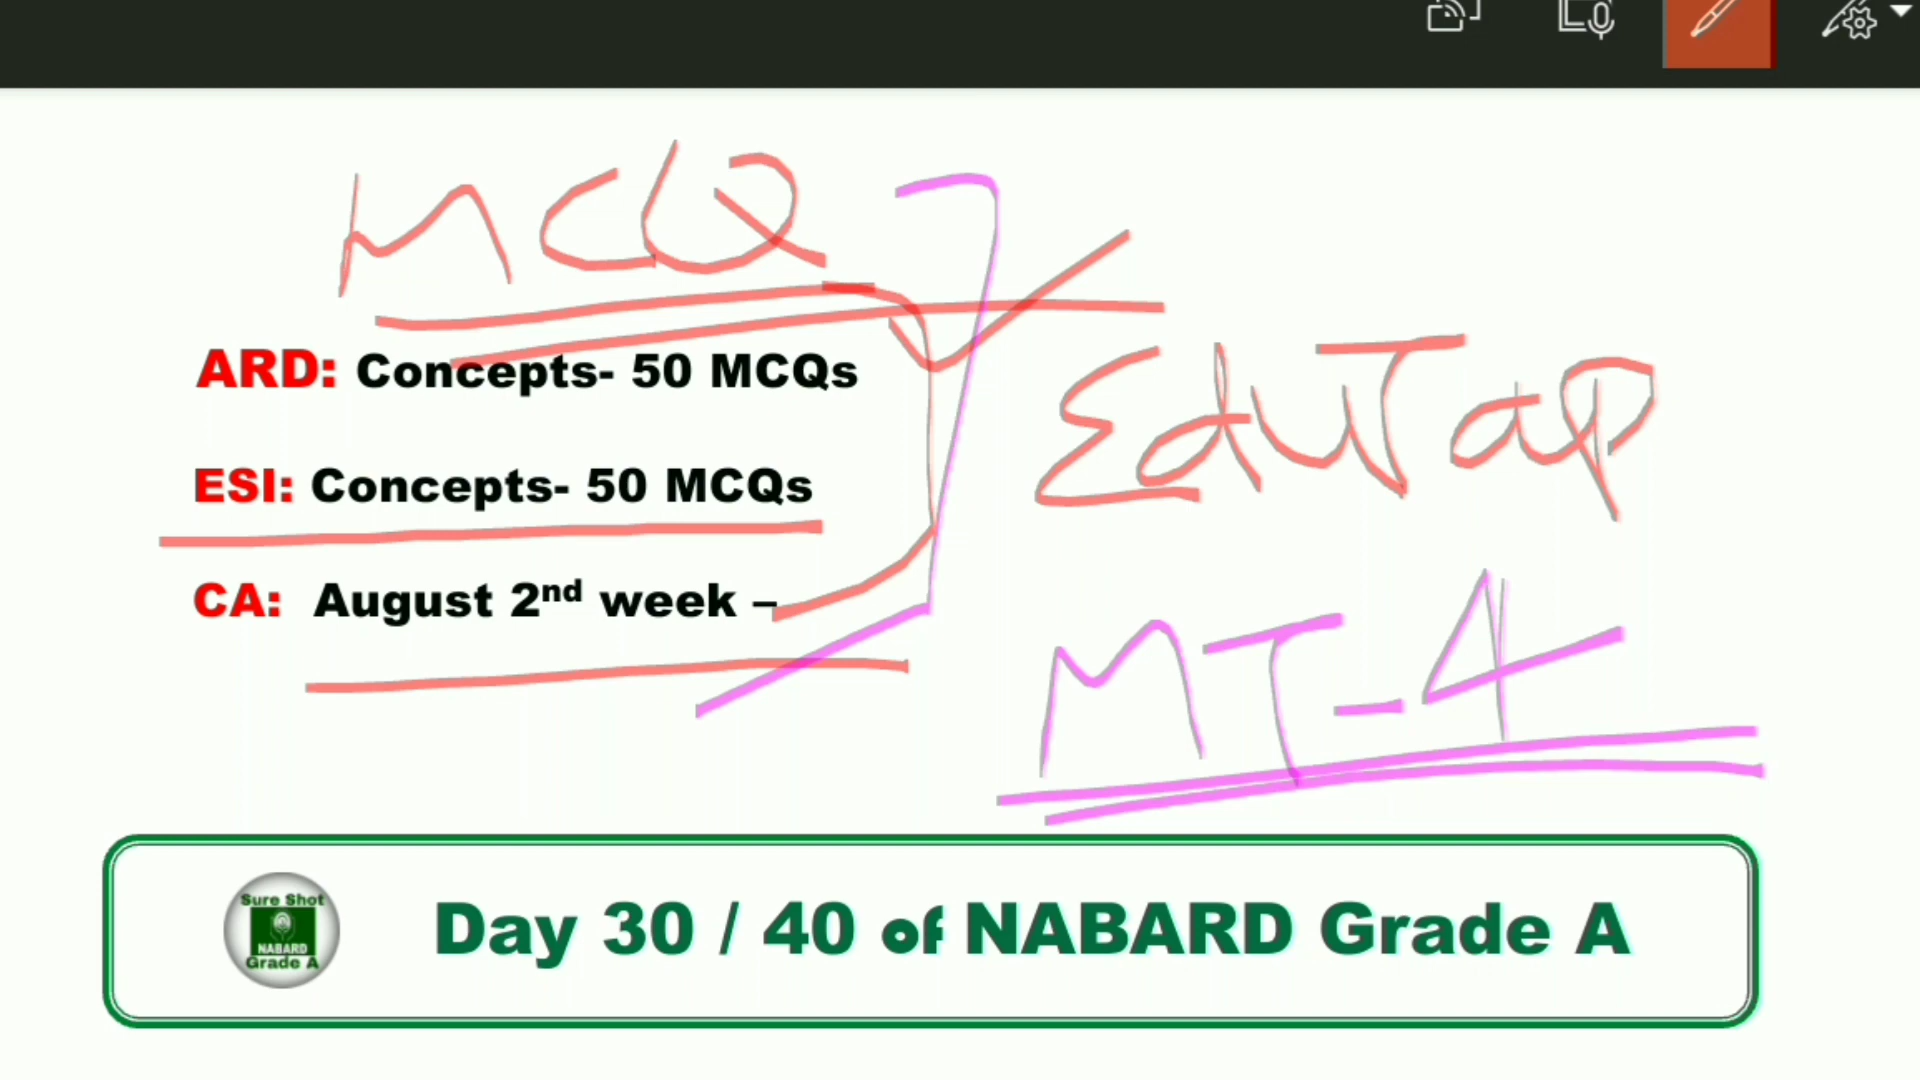 MCQ
ARD: Concepts- 50 MCQs
EduTap
ESI: Concepts- 50 MCQs
CA: August 2nd week –
MT-4
Sure Shot
NABARD
Grade A
Day 30 / 40 of NABARD Grade A